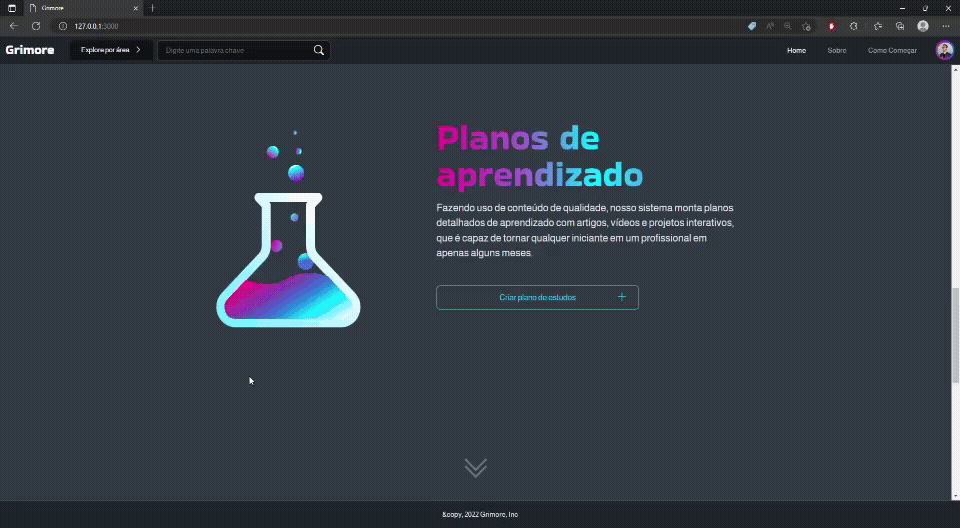 Grimore
127.0.0.1:3000
Grimore
Explore por área
Digite uma palavra chave
Home
Sobre
Como Começar
Planos de
aprendizado
Fazendo uso de conteúdo de qualidade, nosso sistema monta planos
detalhados de aprendizado com artigos, vídeos e projetos interativos,
que é capaz de tornar qualquer iniciante em um profissional em
apenas alguns meses.
Criar plano de estudos
&copy, 2022 Grimore, Inc